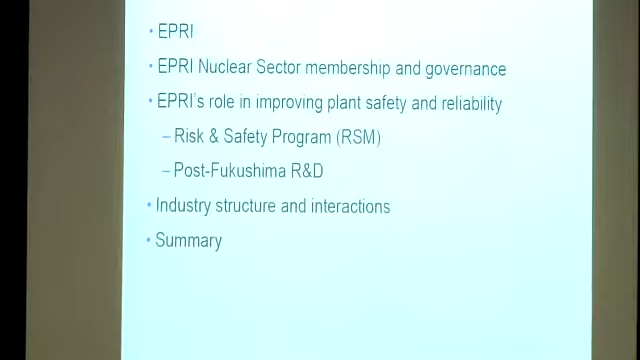 • EPRI
• EPRI Nuclear Sector membership and governance
• EPRI's role in improving plant safety and reliability
– Risk & Safety Program (RSM)
– Post-Fukushima R&D
• Industry structure and interactions
• Summary